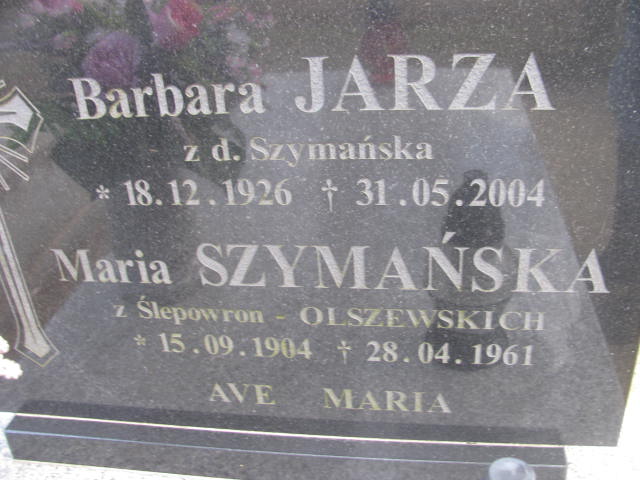 Barbara JARZA
z d. Szymańska
* 18.12.1926 † 31.05.2004
Maria SZYMAŃSKA
z Ślepowron - OLSZEWSKICH
* 15.09.1904 † 28.04.1961
AVE MARIA